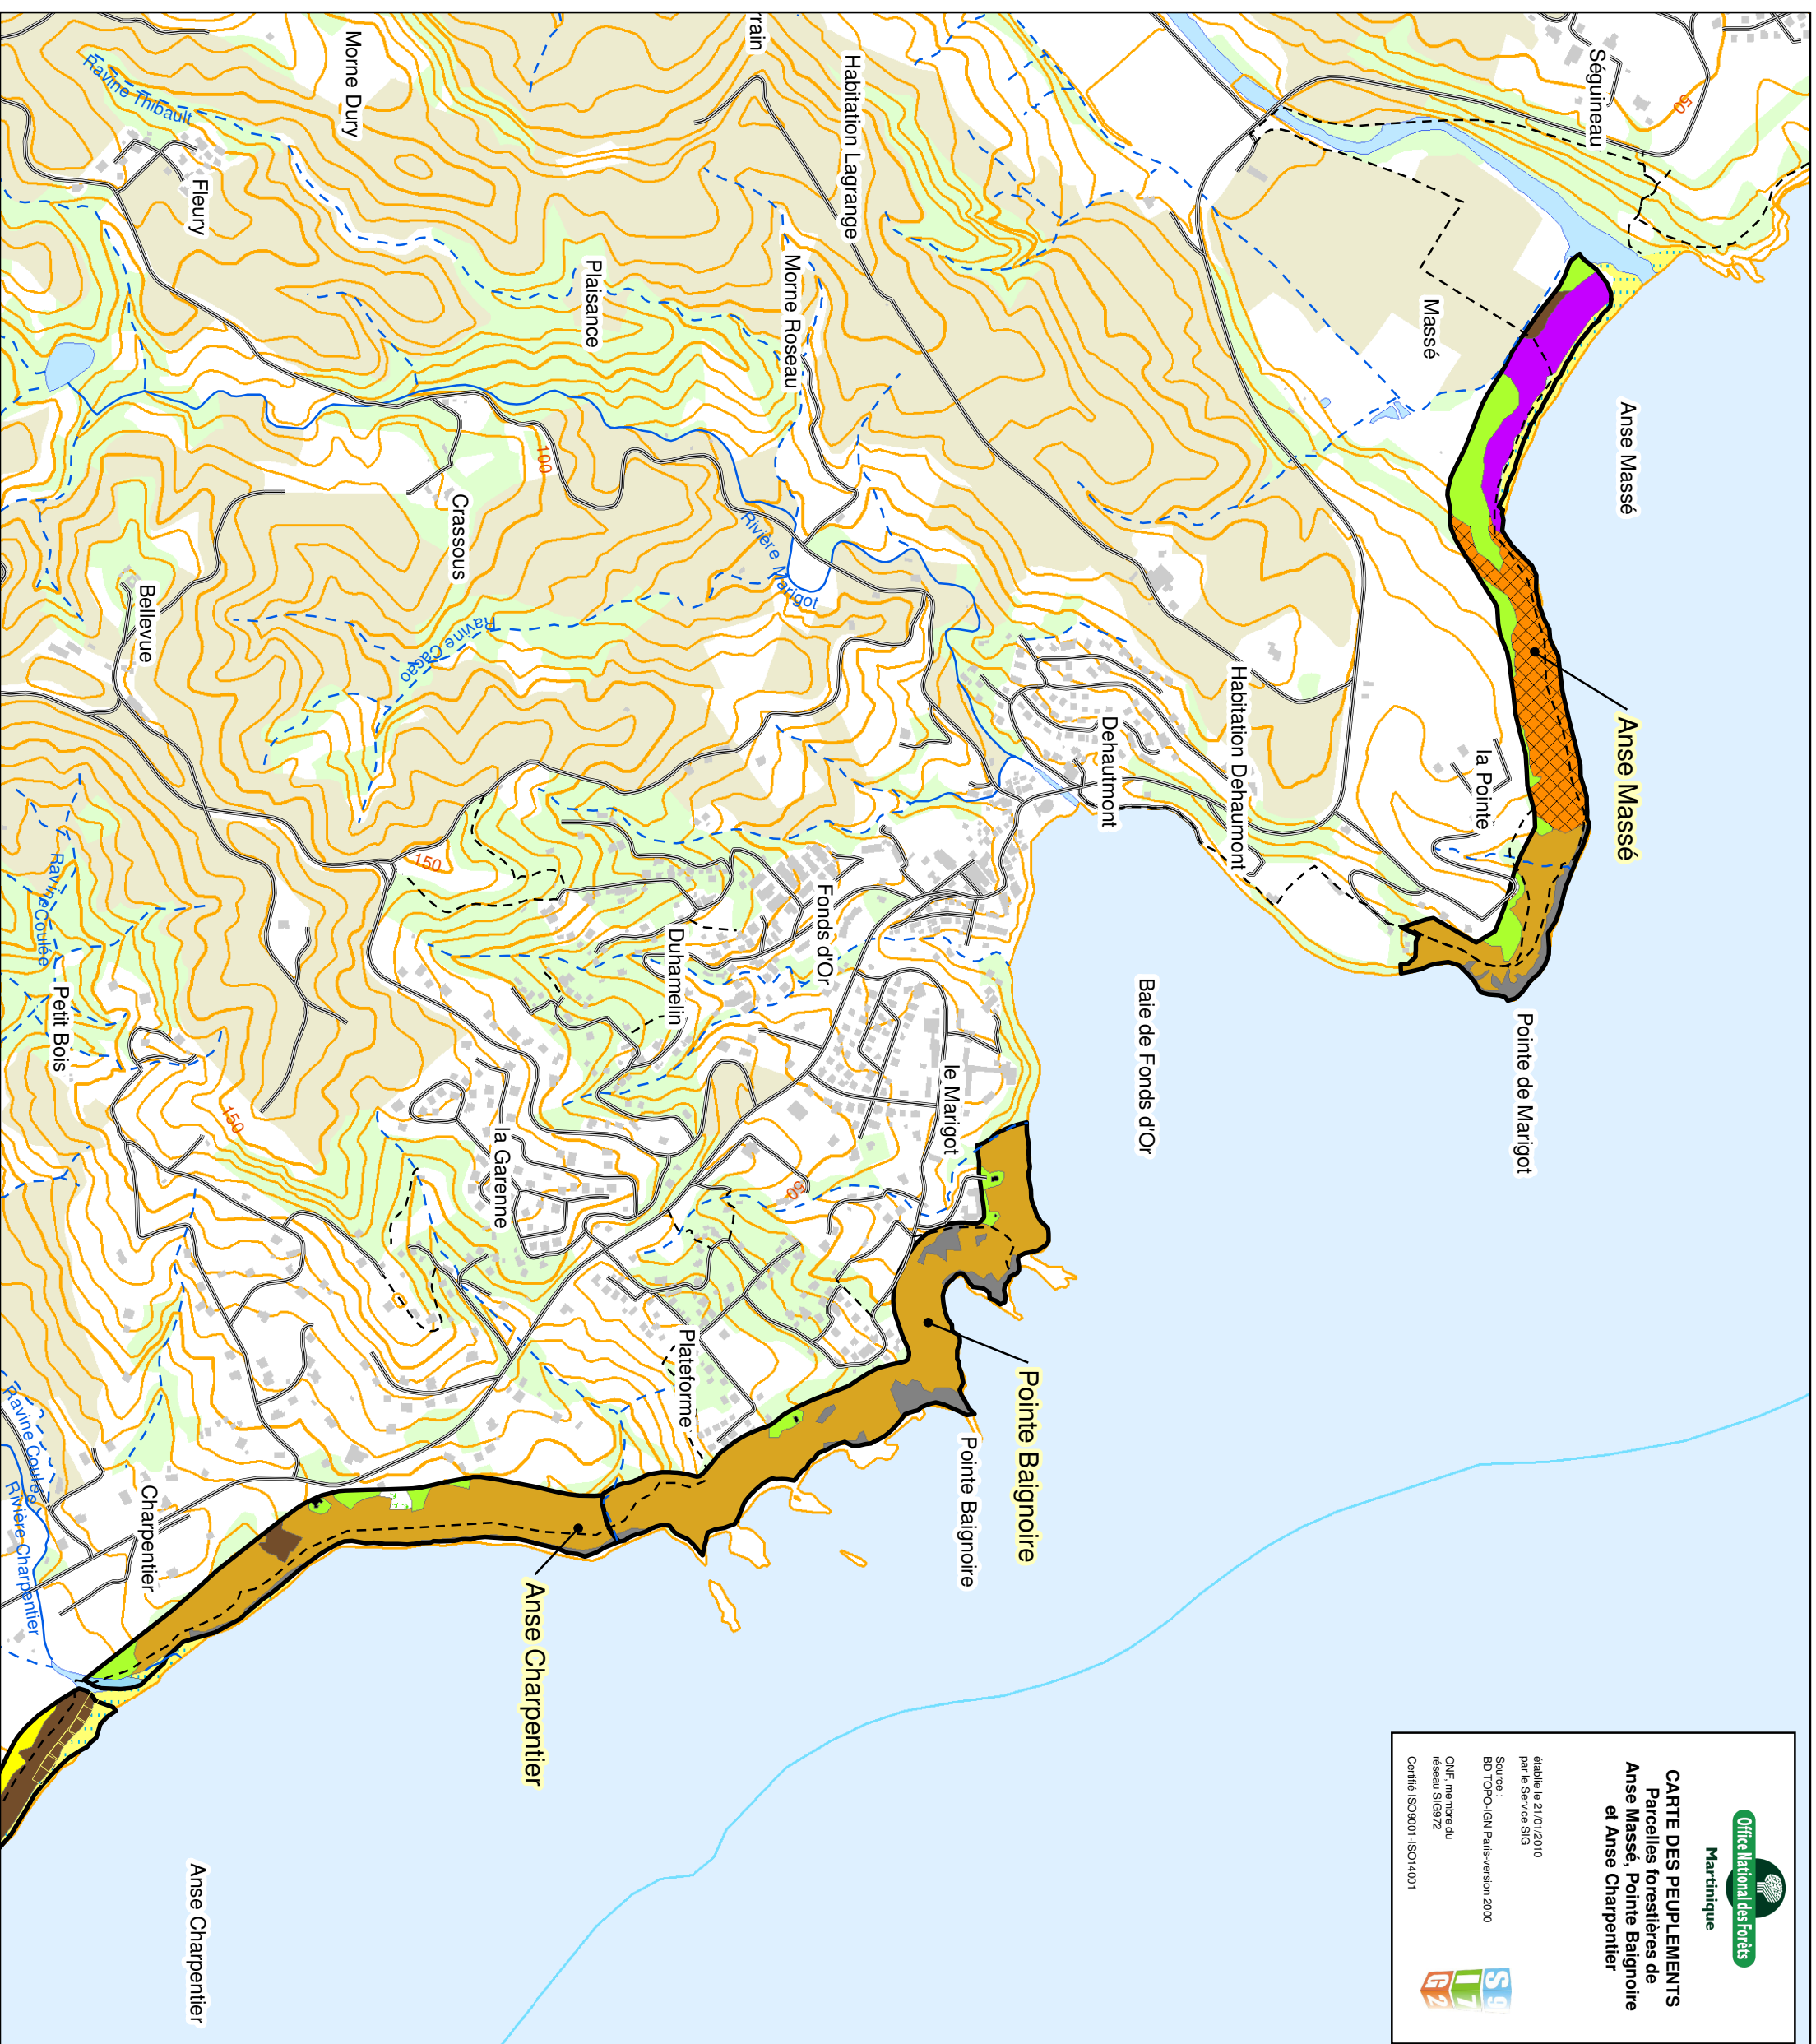 Office National des Forêts
Martinique
CARTE DES PEUPLEMENTS
Parcelles forestières de
Anse Massé, Pointe Baignoire
et Anse Charpentier
établie le 21/01/2010
par le Service SIG
Source :
BD TOPO-IGN Paris-version 2000
ONF, membre du
réseau SIG972
Certifié ISO9001-ISO14001
Séguineau
50
Anse Massé
Massé
Anse Massé
la Pointe
Pointe de Marigot
Habitation Dehaumont
Dehautmont
Baie de Fonds d'Or
Habitation Lagrange
Morne Roseau
Rivière Marigot
Plaisance
rrain
Morne Dury
Ravine Thibault
Fleury
100
Crassous
Ravine Cacao
Bellevue
Fonds d'Or
Duhamelin
150
le Marigot
50
Pointe Baignoire
Pointe Baignoire
la Garenne
Plateforme
150
Ravine Coulée
Petit Bois
Anse Charpentier
Charpentier
Ravine Coulée
Rivière Charpentier
Anse Charpentier